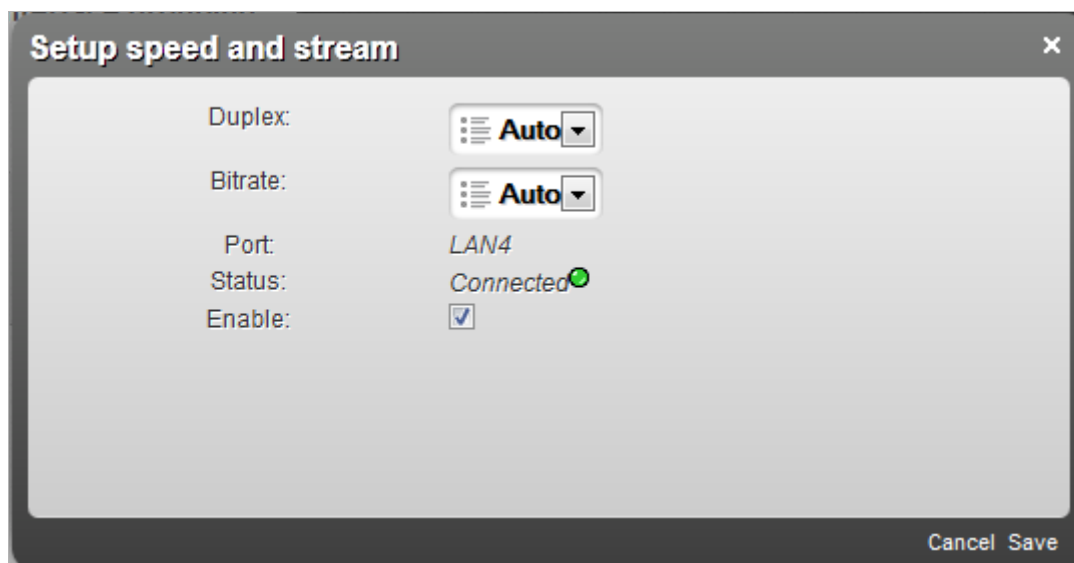 Setup speed and stream
Duplex: Auto
Bitrate: Auto
Port: LAN4
Status: Connected
Enable:
Cancel Save